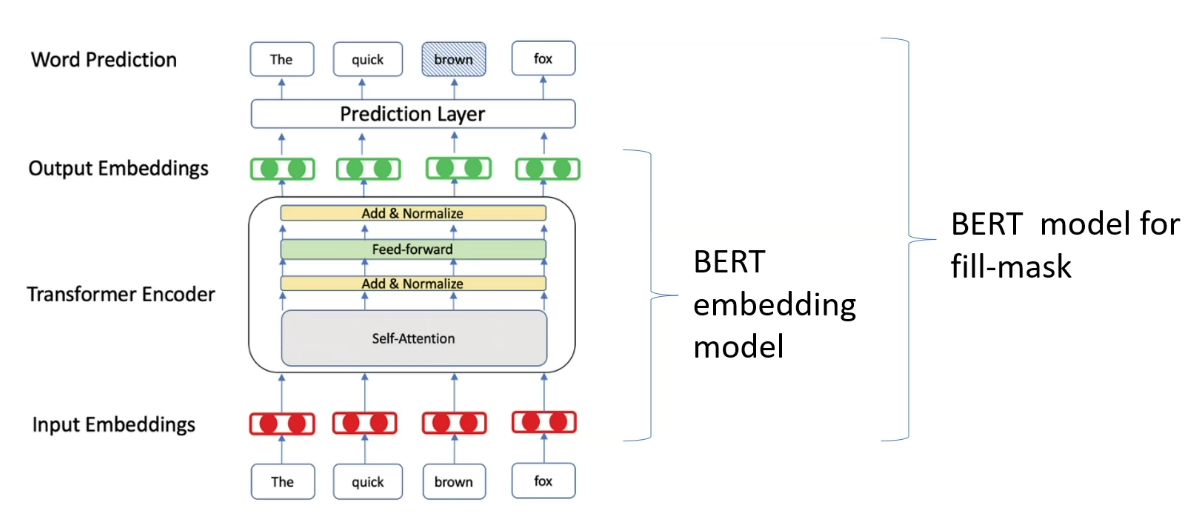 Word Prediction
The quick brown fox
Prediction Layer
Output Embeddings
Add & Normalize
Feed-forward
Add & Normalize
Transformer Encoder
Self-Attention
Input Embeddings
The quick brown fox
BERT
embedding
model
BERT model for
fill-mask